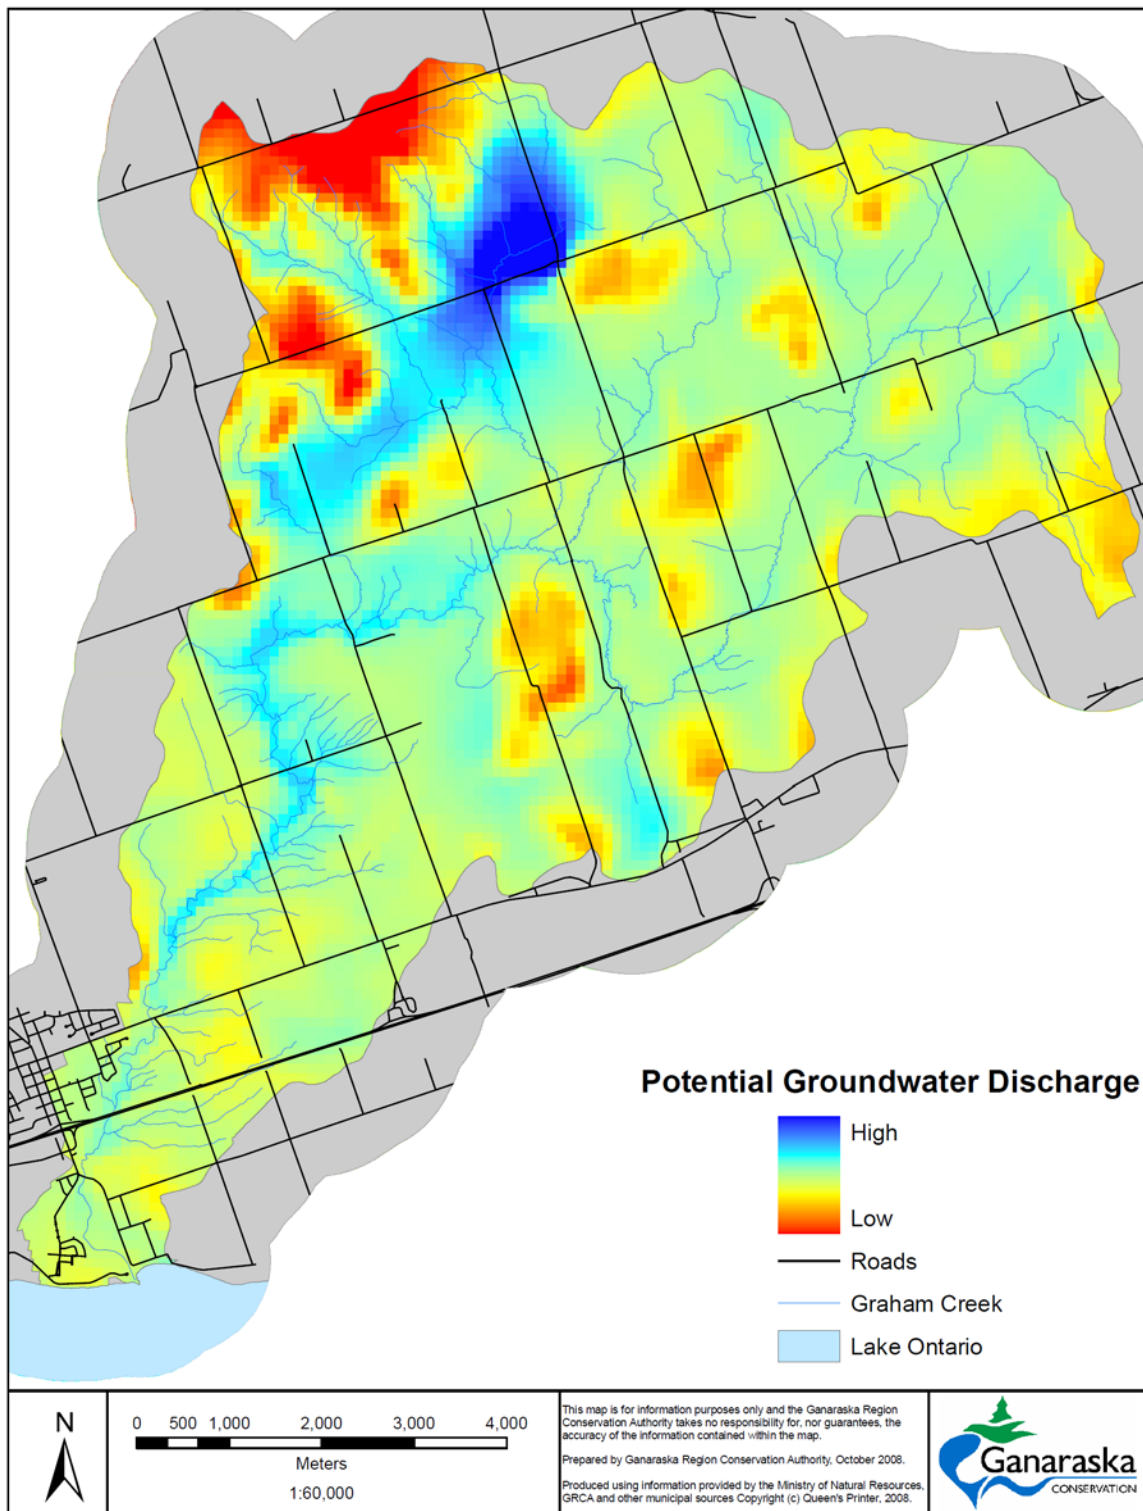 Potential Groundwater Discharge
High
Low
Roads
Graham Creek
Lake Ontario
N
0 500 1,000 2,000 3,000 4,000
Meters
1:60,000
This map is for information purposes only and the Ganaraska Region
Conservation Authority takes no responsibility for, nor guarantees, the
accuracy of the information contained within the map.
Prepared by Ganaraska Region Conservation Authority, October 2008.
Produced using information provided by the Ministry of Natural Resources,
GRCA and other municipal sources Copyright (c) Queen's Printer, 2008.
Ganaraska
CONSERVATION